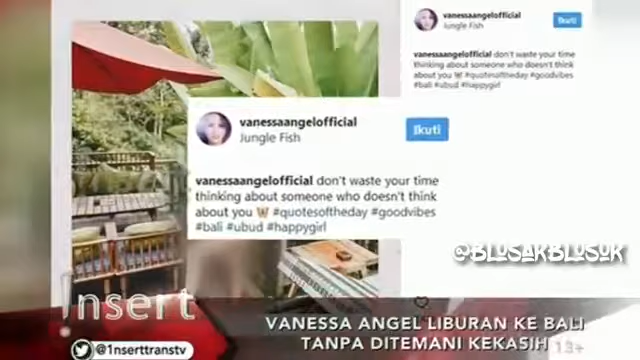 vanessaangelofficial
Jungle Fish
Ikuti
vanessaangelofficial don't waste your time
thinking about someone who doesn't think
about you #quotesoftheday #goodvibes
#bali #ubud #happygirl
vanessaangelofficial
Jungle Fish
Ikuti
vanessaangelofficial don't waste your time
thinking about someone who doesn't think
about you #quotesoftheday #goodvibes
#bali #ubud #happygirl
@BLUSAKBLUSUK
Insert
VANESSA ANGEL LIBURAN KE BALI
TANPA DITEMANI KEKASIH
@1nserttranstv
13+